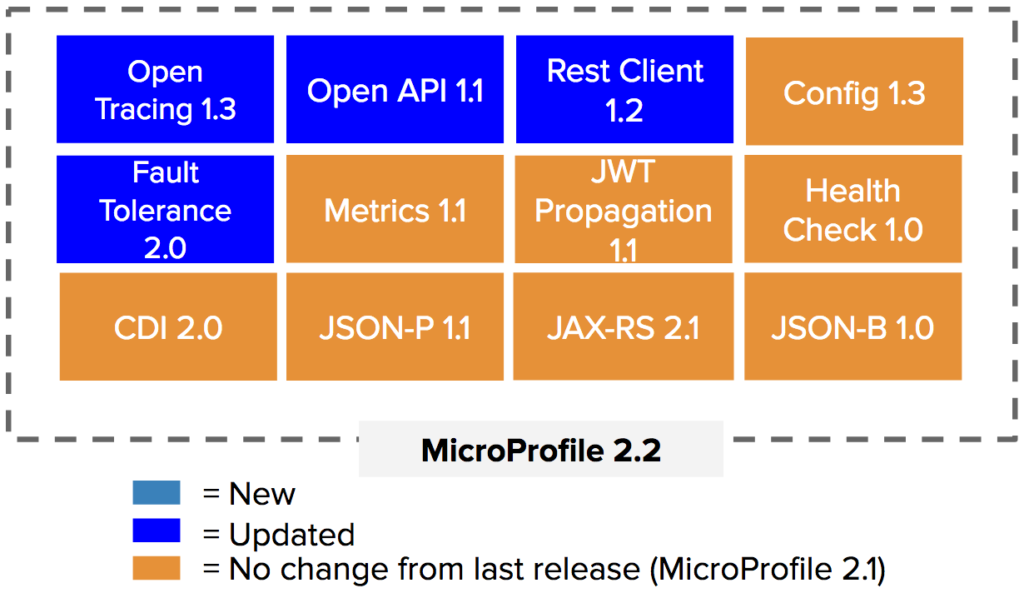 Open
Tracing 1.3
Open API 1.1
Rest Client
1.2
Config 1.3
Fault
Tolerance
2.0
Metrics 1.1
JWT
Propagation
1.1
Health
Check 1.0
CDI 2.0
JSON-P 1.1
JAX-RS 2.1
JSON-B 1.0
MicroProfile 2.2
= New
= Updated
= No change from last release (MicroProfile 2.1)